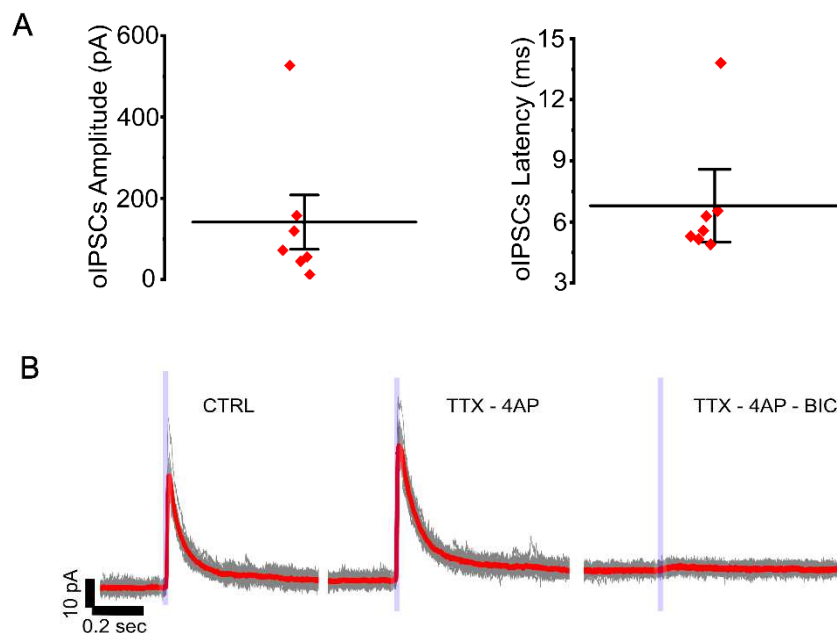 A
oIPSCs Amplitude (pA)
600
400
200
0
oIPSCs Latency (ms)
15
12
9
6
3
B
CTRL
TTX - 4AP
TTX - 4AP - BIC
10 pA
0.2 sec